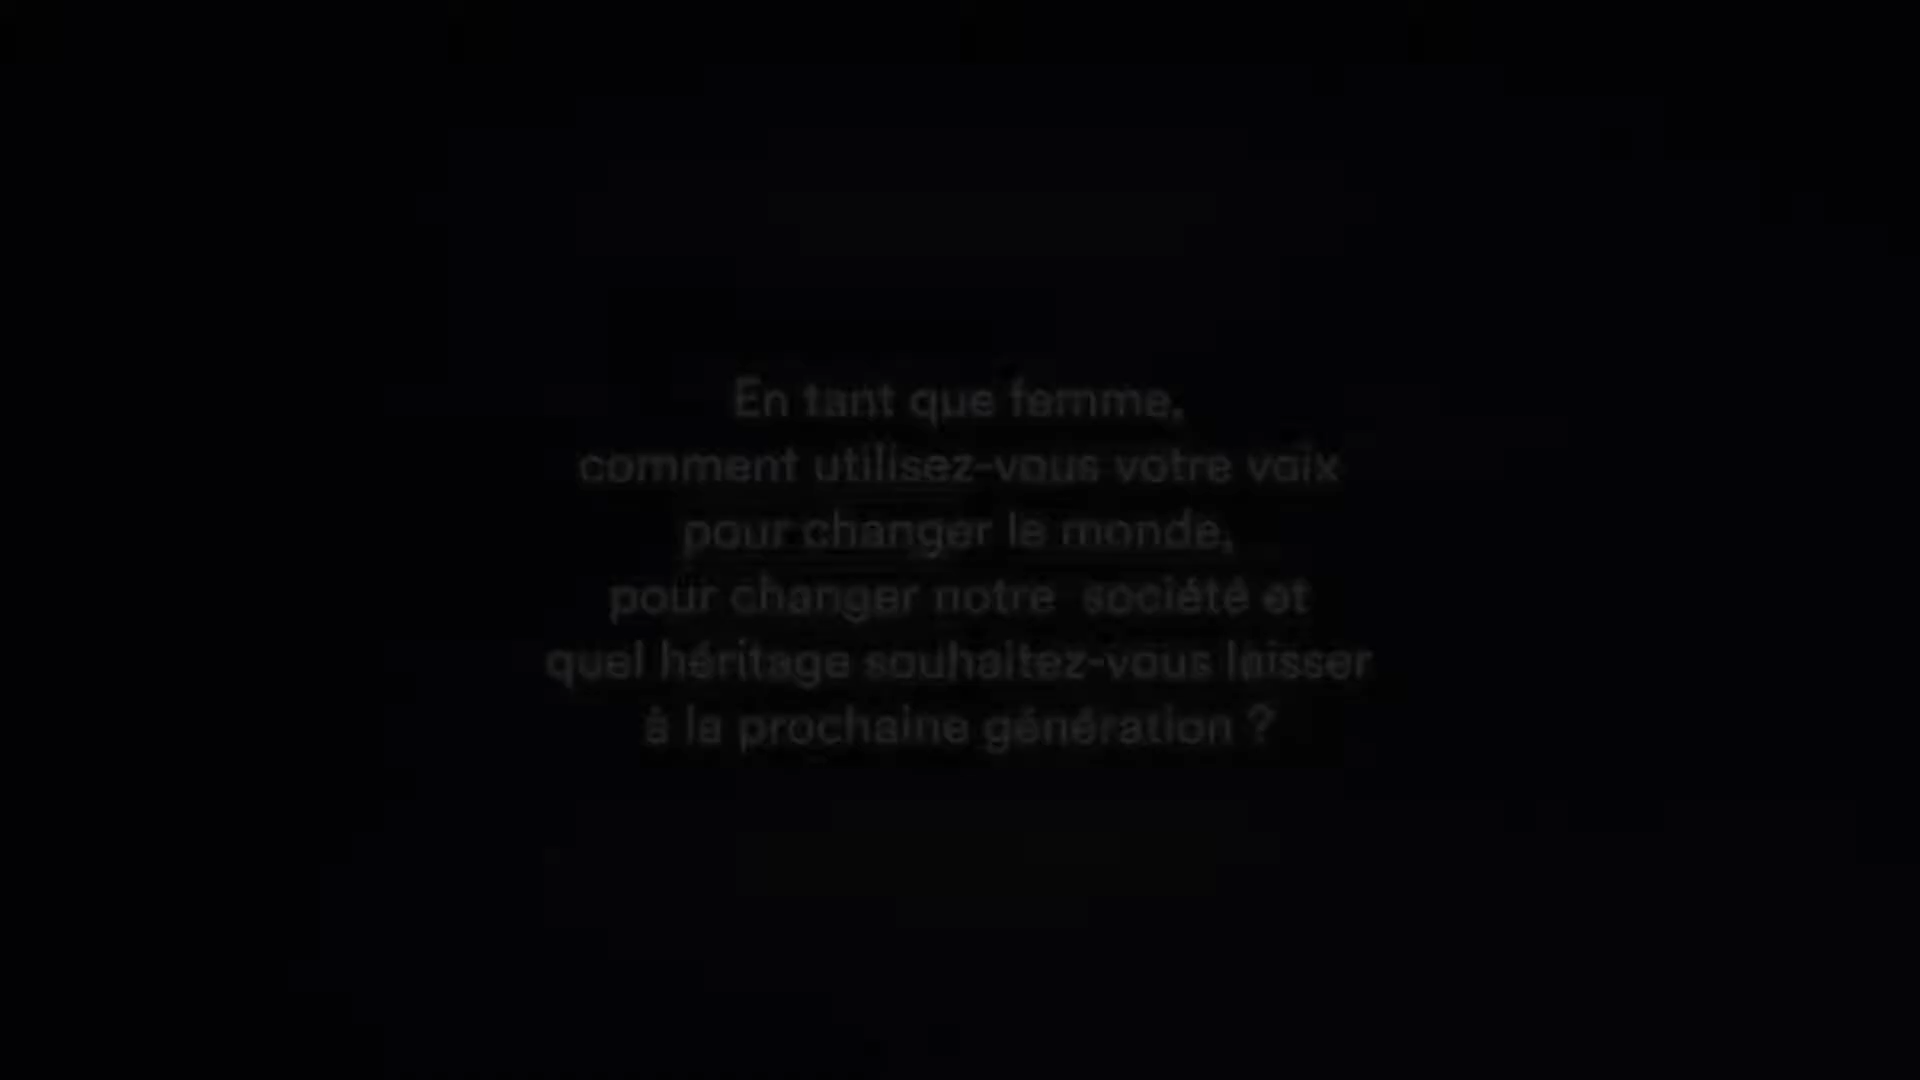 En tant que femme,
comment utilisez-vous votre voix
pour changer le monde,
pour changer notre société et
quel héritage souhaitez-vous laisser
à la prochaine génération ?